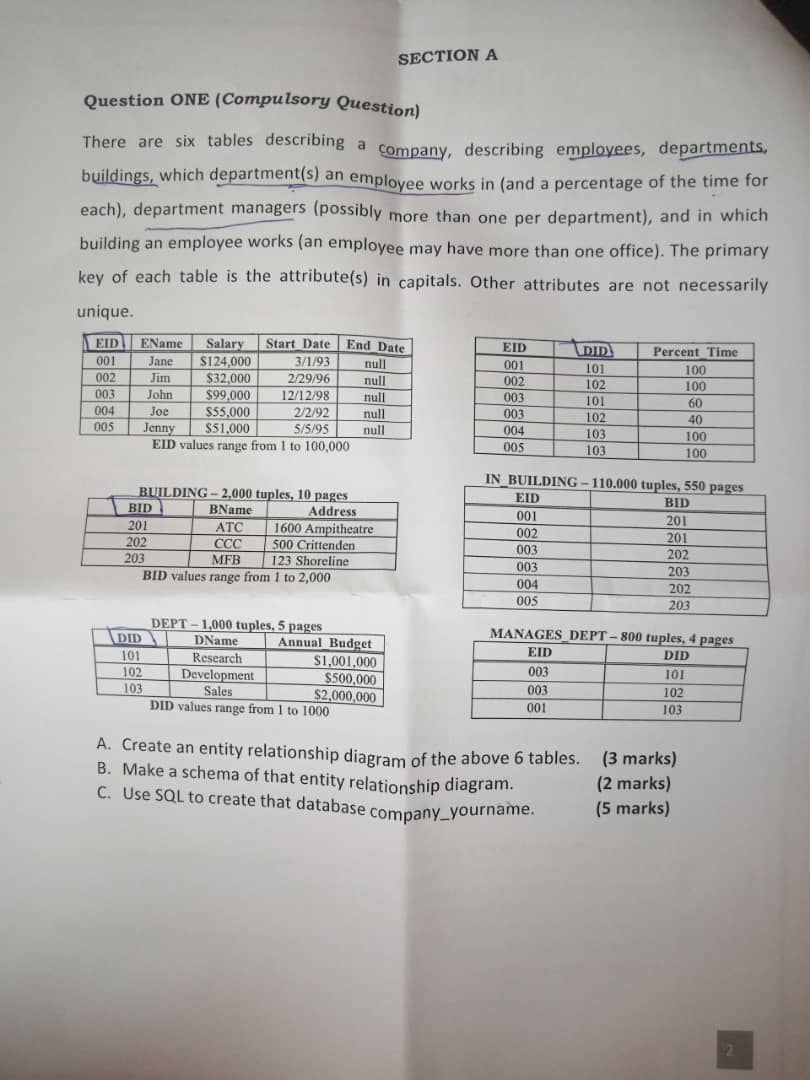 SECTION A
Question ONE (Compulsory Question)
There are six tables describing a company, describing employees, departments,
buildings, which department(s) an employee works in (and a percentage of the time for
each), department managers (possibly more than one per department), and in which
building an employee works (an employee may have more than one office). The primary
key of each table is the attribute(s) in capitals. Other attributes are not necessarily
unique.
EID EName Salary Start_Date End_Date
001 Jane $124,000 3/1/93 null
002 Jim $32,000 2/29/96 null
003 John $99,000 12/12/98 null
004 Joe $55,000 2/2/92 null
005 Jenny $51,000 5/5/95 null
EID values range from 1 to 100,000
EID DID Percent_Time
001 101 100
002 102 100
003 101 60
003 102 40
004 103 100
005 103 100
BUILDING – 2,000 tuples, 10 pages
BID BName Address
201 ATC 1600 Ampitheatre
202 CCC 500 Crittenden
203 MFB 123 Shoreline
BID values range from 1 to 2,000
IN_BUILDING – 110.000 tuples, 550 pages
EID BID
001 201
002 201
003 202
003 203
004 202
005 203
DEPT – 1,000 tuples, 5 pages
DID DName Annual Budget
101 Research $1,001,000
102 Development $500,000
103 Sales $2,000,000
DID values range from 1 to 1000
MANAGES_DEPT – 800 tuples, 4 pages
EID DID
003 101
003 102
001 103
A. Create an entity relationship diagram of the above 6 tables. (3 marks)
B. Make a schema of that entity relationship diagram. (2 marks)
C. Use SQL to create that database company_yourname. (5 marks)
2